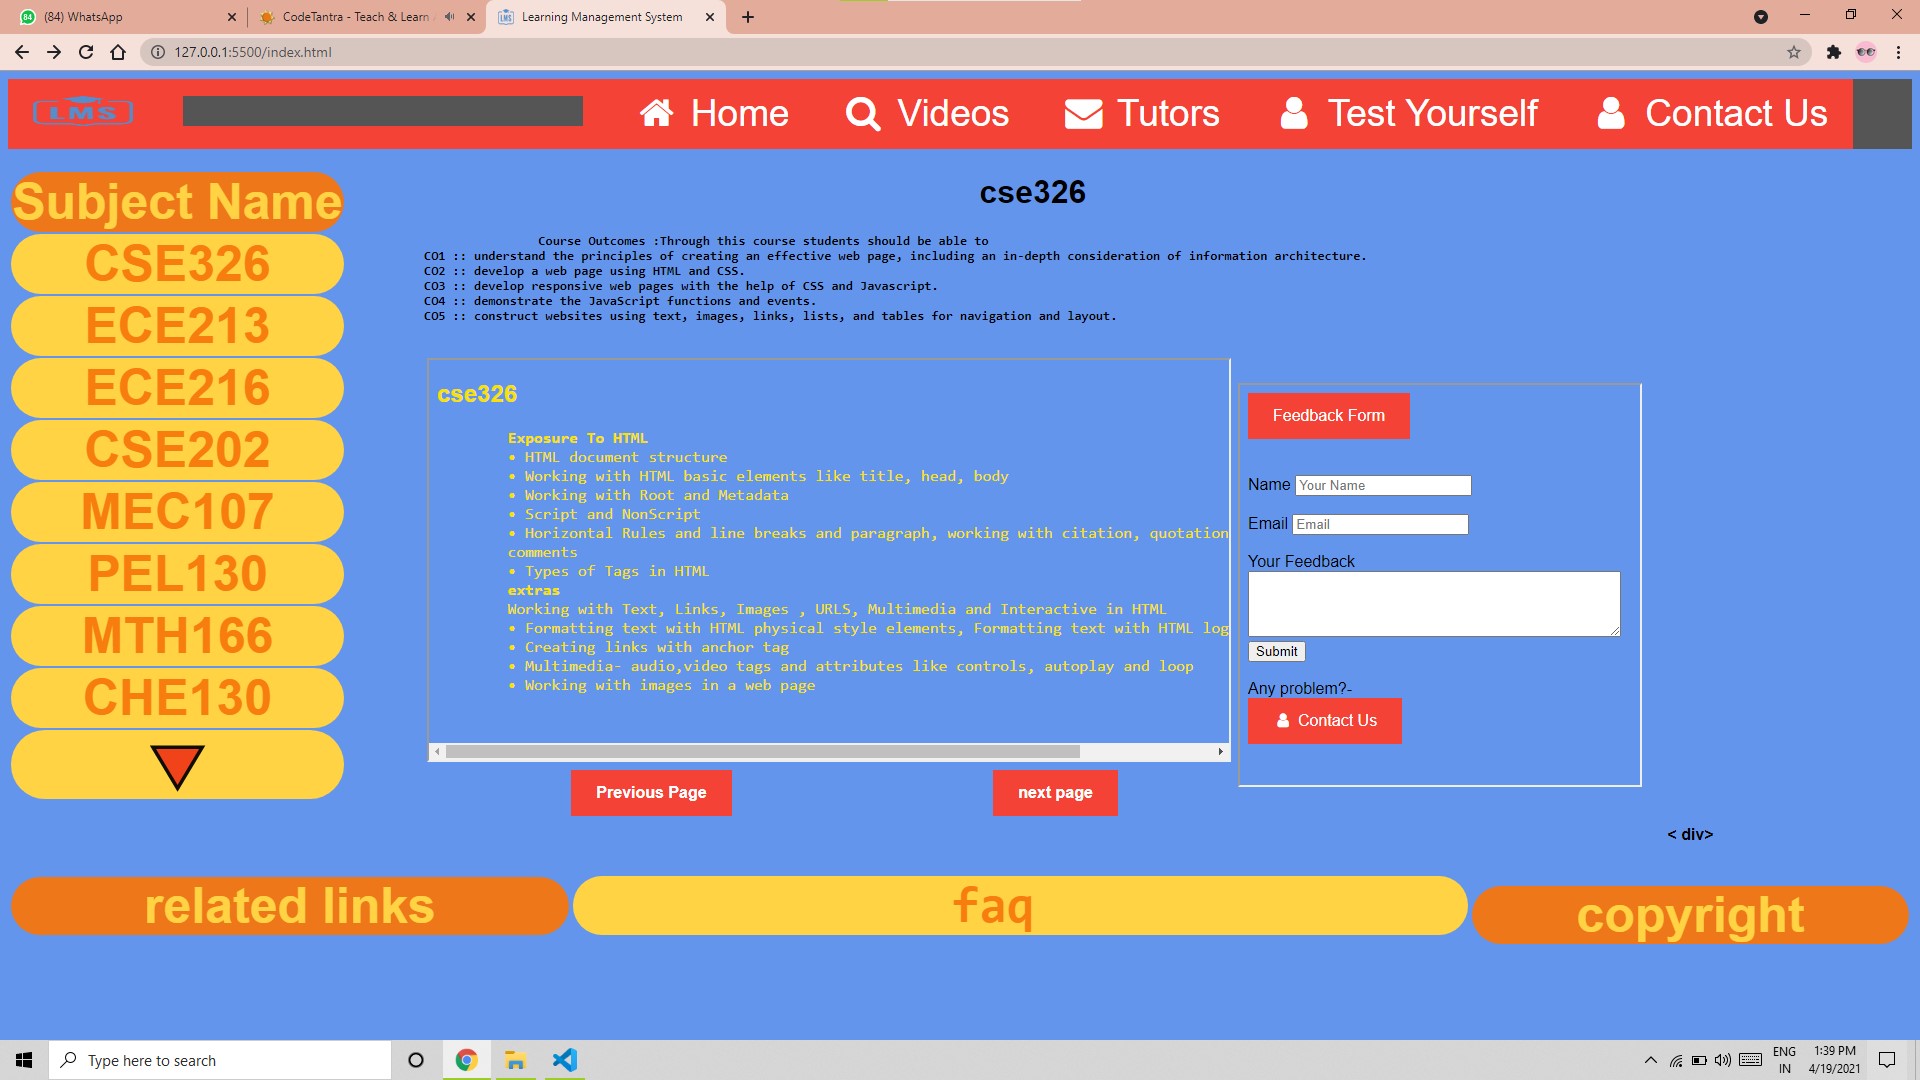 84 (84) WhatsApp
CodeTantra - Teach & Learn
LMS Learning Management System
127.0.0.1:5500/index.html
LMS
Home
Videos
Tutors
Test Yourself
Contact Us
Subject Name
CSE326
ECE213
ECE216
CSE202
MEC107
PEL130
MTH166
CHE130
cse326
Course Outcomes :Through this course students should be able to
CO1 :: understand the principles of creating an effective web page, including an in-depth consideration of information architecture.
CO2 :: develop a web page using HTML and CSS.
CO3 :: develop responsive web pages with the help of CSS and Javascript.
CO4 :: demonstrate the JavaScript functions and events.
CO5 :: construct websites using text, images, links, lists, and tables for navigation and layout.
cse326
Exposure To HTML
• HTML document structure
• Working with HTML basic elements like title, head, body
• Working with Root and Metadata
• Script and NonScript
• Horizontal Rules and line breaks and paragraph, working with citation, quotation
comments
• Types of Tags in HTML
extras
Working with Text, Links, Images , URLS, Multimedia and Interactive in HTML
• Formatting text with HTML physical style elements, Formatting text with HTML log
• Creating links with anchor tag
• Multimedia- audio,video tags and attributes like controls, autoplay and loop
• Working with images in a web page
Previous Page
next page
Feedback Form
Name Your Name
Email Email
Your Feedback
Submit
Any problem?-
Contact Us
< div>
related links
faq
copyright
Type here to search
ENG
IN
1:39 PM
4/19/2021